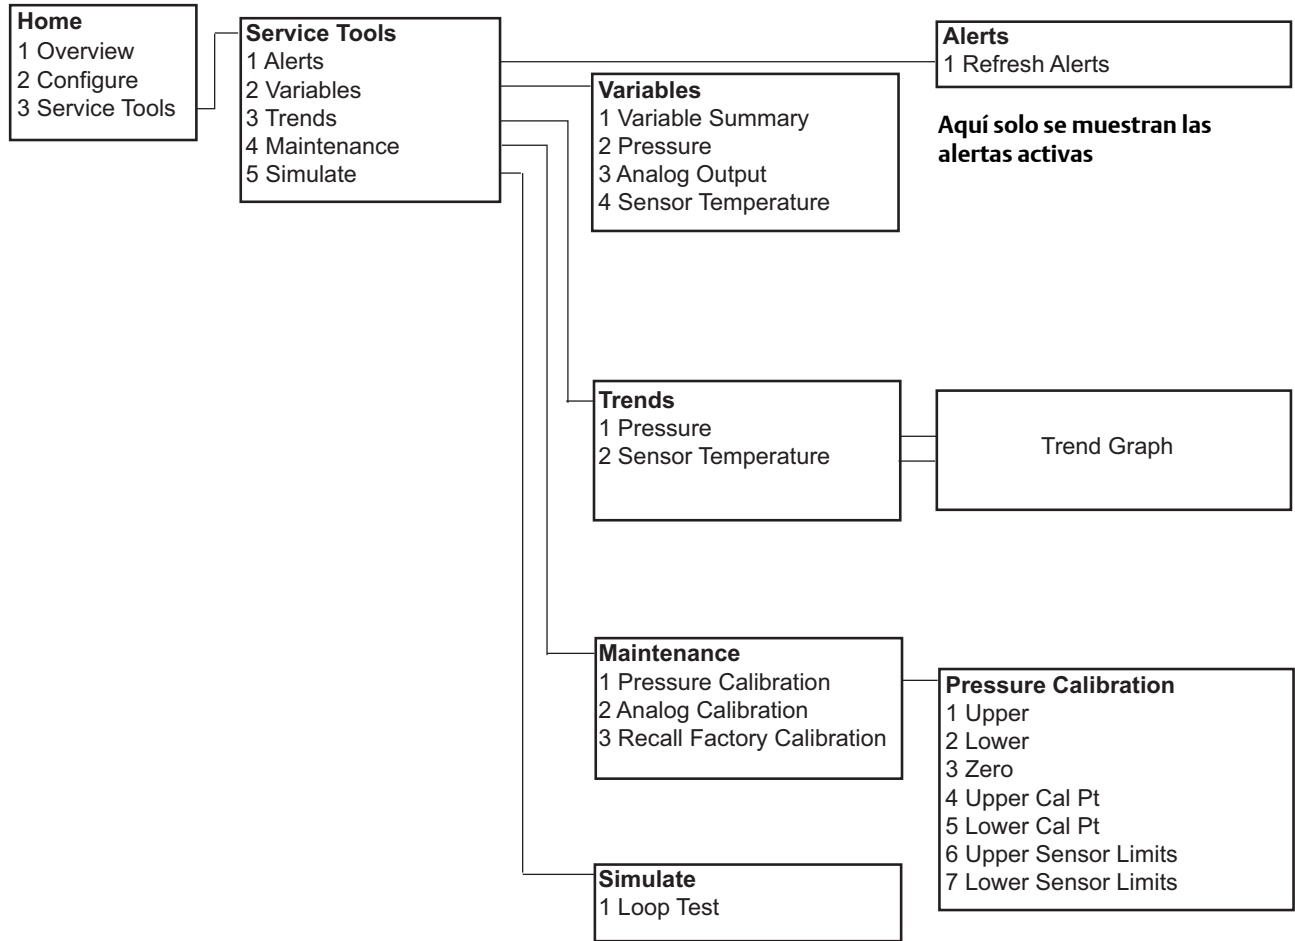 Home
1 Overview
2 Configure
3 Service Tools
Service Tools
1 Alerts
2 Variables
3 Trends
4 Maintenance
5 Simulate
Alerts
1 Refresh Alerts
Aquí solo se muestran las
alertas activas
Variables
1 Variable Summary
2 Pressure
3 Analog Output
4 Sensor Temperature
Trends
1 Pressure
2 Sensor Temperature
Trend Graph
Maintenance
1 Pressure Calibration
2 Analog Calibration
3 Recall Factory Calibration
Pressure Calibration
1 Upper
2 Lower
3 Zero
4 Upper Cal Pt
5 Lower Cal Pt
6 Upper Sensor Limits
7 Lower Sensor Limits
Simulate
1 Loop Test